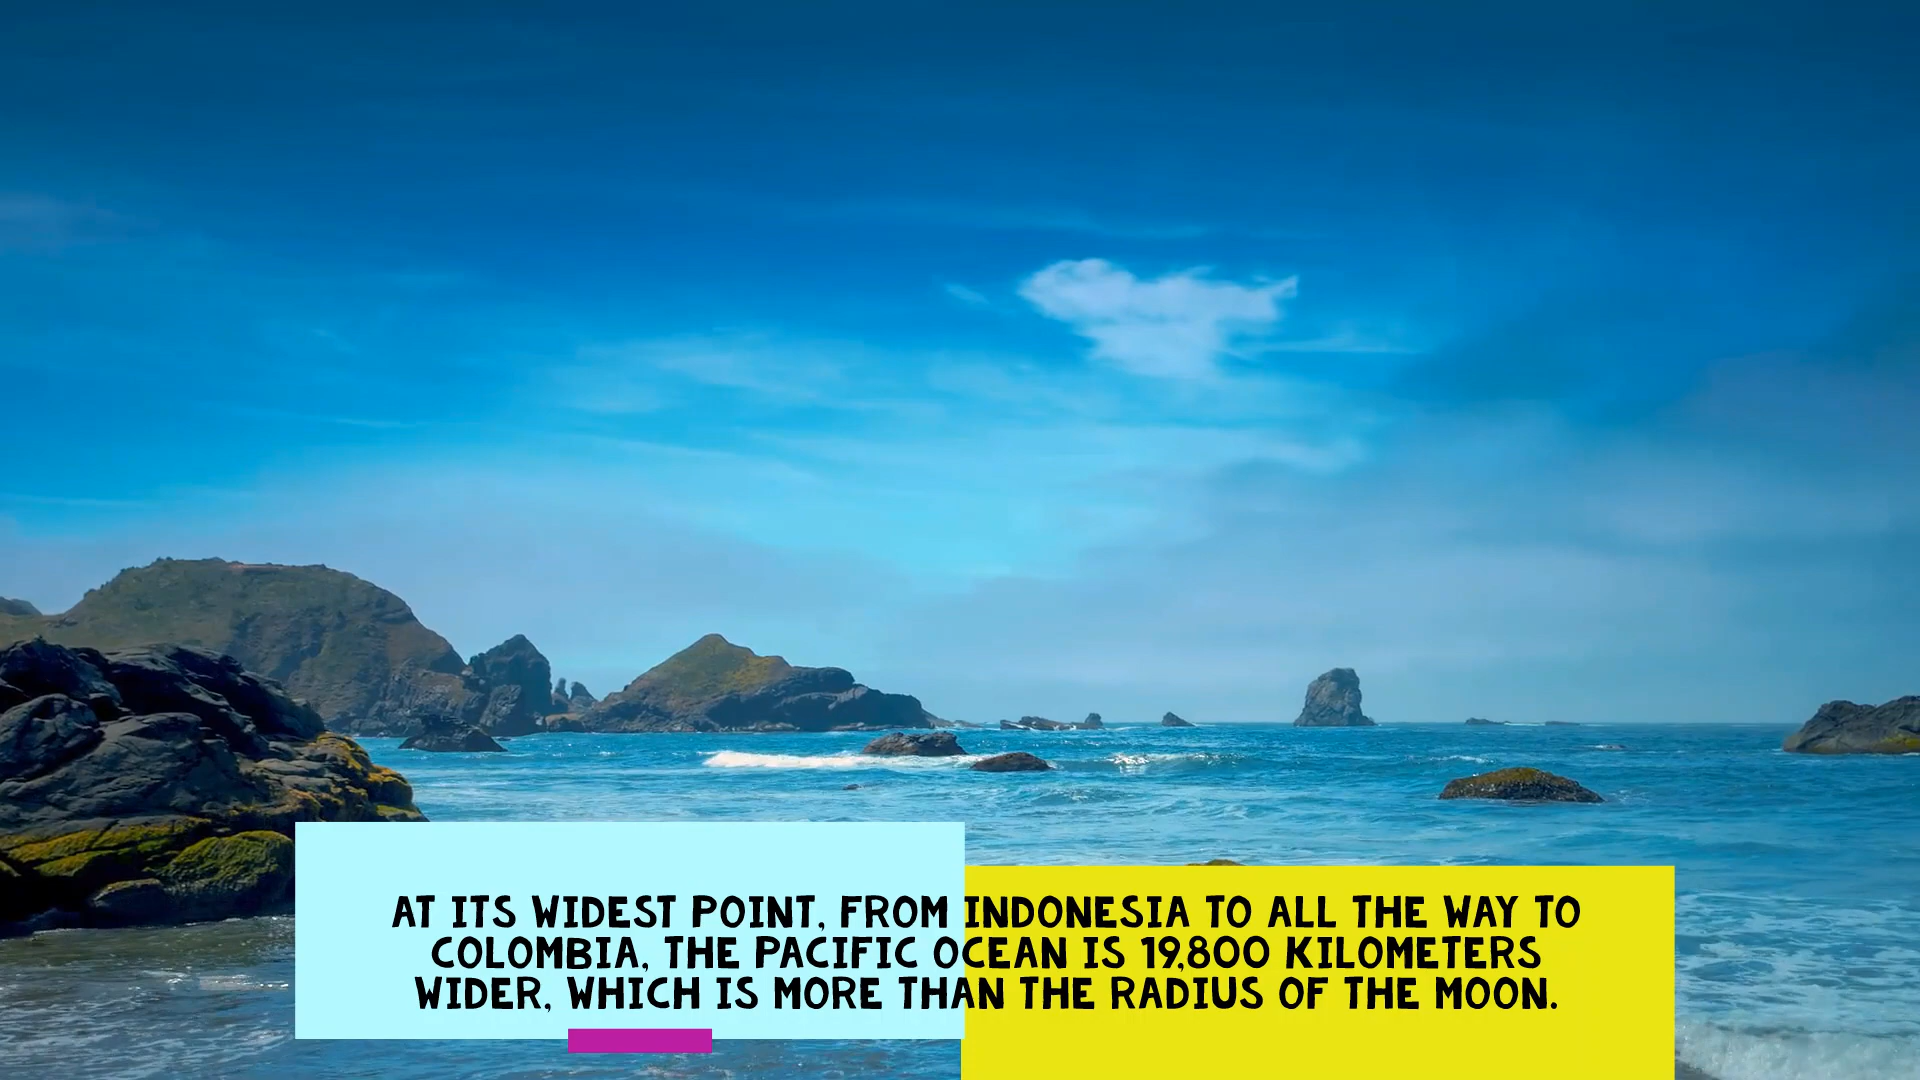 AT ITS WIDEST POINT, FROM INDONESIA TO ALL THE WAY TO
COLOMBIA, THE PACIFIC OCEAN IS 19,800 KILOMETERS
WIDER, WHICH IS MORE THAN THE RADIUS OF THE MOON.